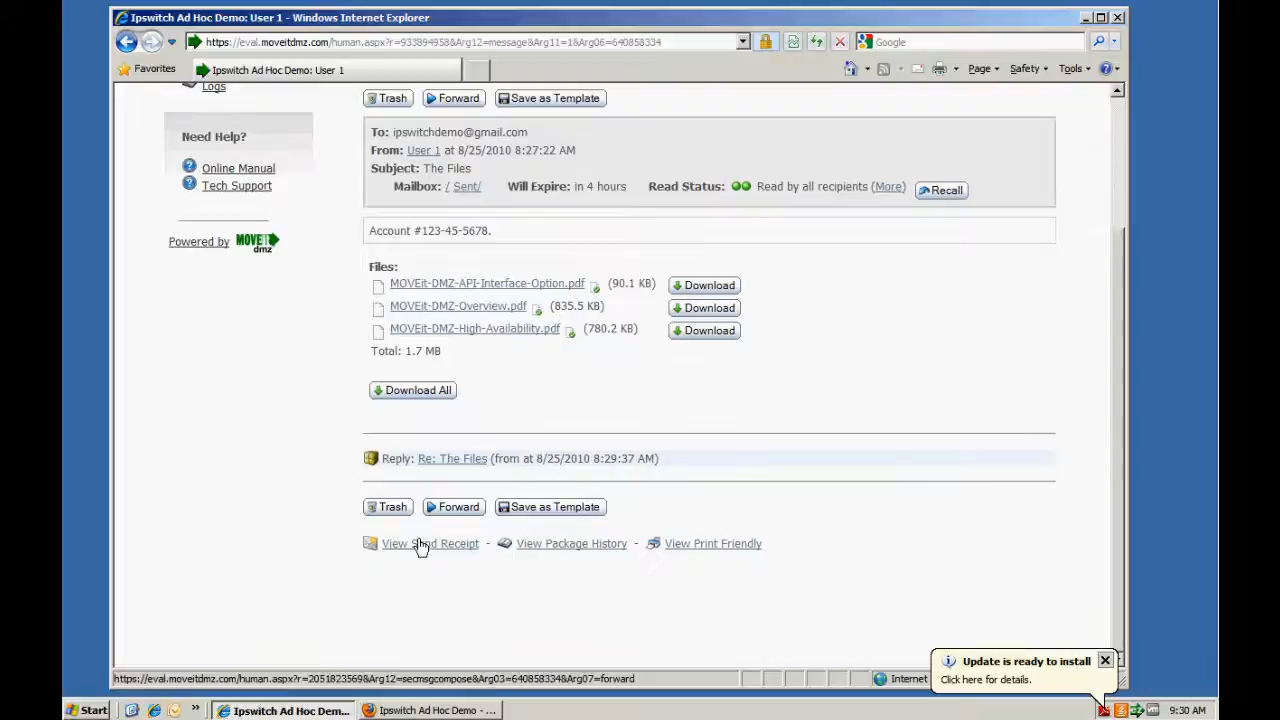 Ipswitch Ad Hoc Demo: User 1 - Windows Internet Explorer
https://eval.moveitdmz.com/human.aspx?r=933894958&Arg12=message&Arg11=1&Arg06=640858334
Google
Favorites
Ipswitch Ad Hoc Demo: User 1
Page
Safety
Tools
Logs
Trash
Forward
Save as Template
Need Help?
Online Manual
Tech Support
Powered by MOVEit dmz
To: ipswitchdemo@gmail.com
From: User 1 at 8/25/2010 8:27:22 AM
Subject: The Files
Mailbox: / Sent/ Will Expire: in 4 hours Read Status: Read by all recipients (More) Recall
Account #123-45-5678.
Files:
MOVEit-DMZ-API-Interface-Option.pdf (90.1 KB) Download
MOVEit-DMZ-Overview.pdf (835.5 KB) Download
MOVEit-DMZ-High-Availability.pdf (780.2 KB) Download
Total: 1.7 MB
Download All
Reply: Re: The Files (from at 8/25/2010 8:29:37 AM)
Trash Forward Save as Template
View Send Receipt - View Package History - View Print Friendly
Update is ready to install
Click here for details.
https://eval.moveitdmz.com/human.aspx?r=2051823569&Arg12=secmsgcompose&Arg03=640858334&Arg07=forward
Internet
Start
»
Ipswitch Ad Hoc Dem...
Ipswitch Ad Hoc Demo - ...
9:30 AM